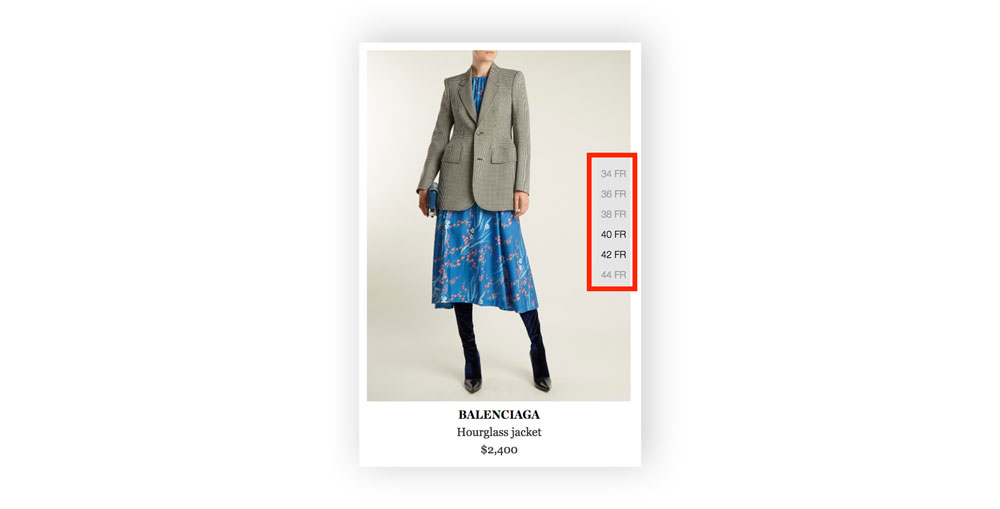 34 FR
36 FR
38 FR
40 FR
42 FR
44 FR
BALENCIAGA
Hourglass jacket
$2,400